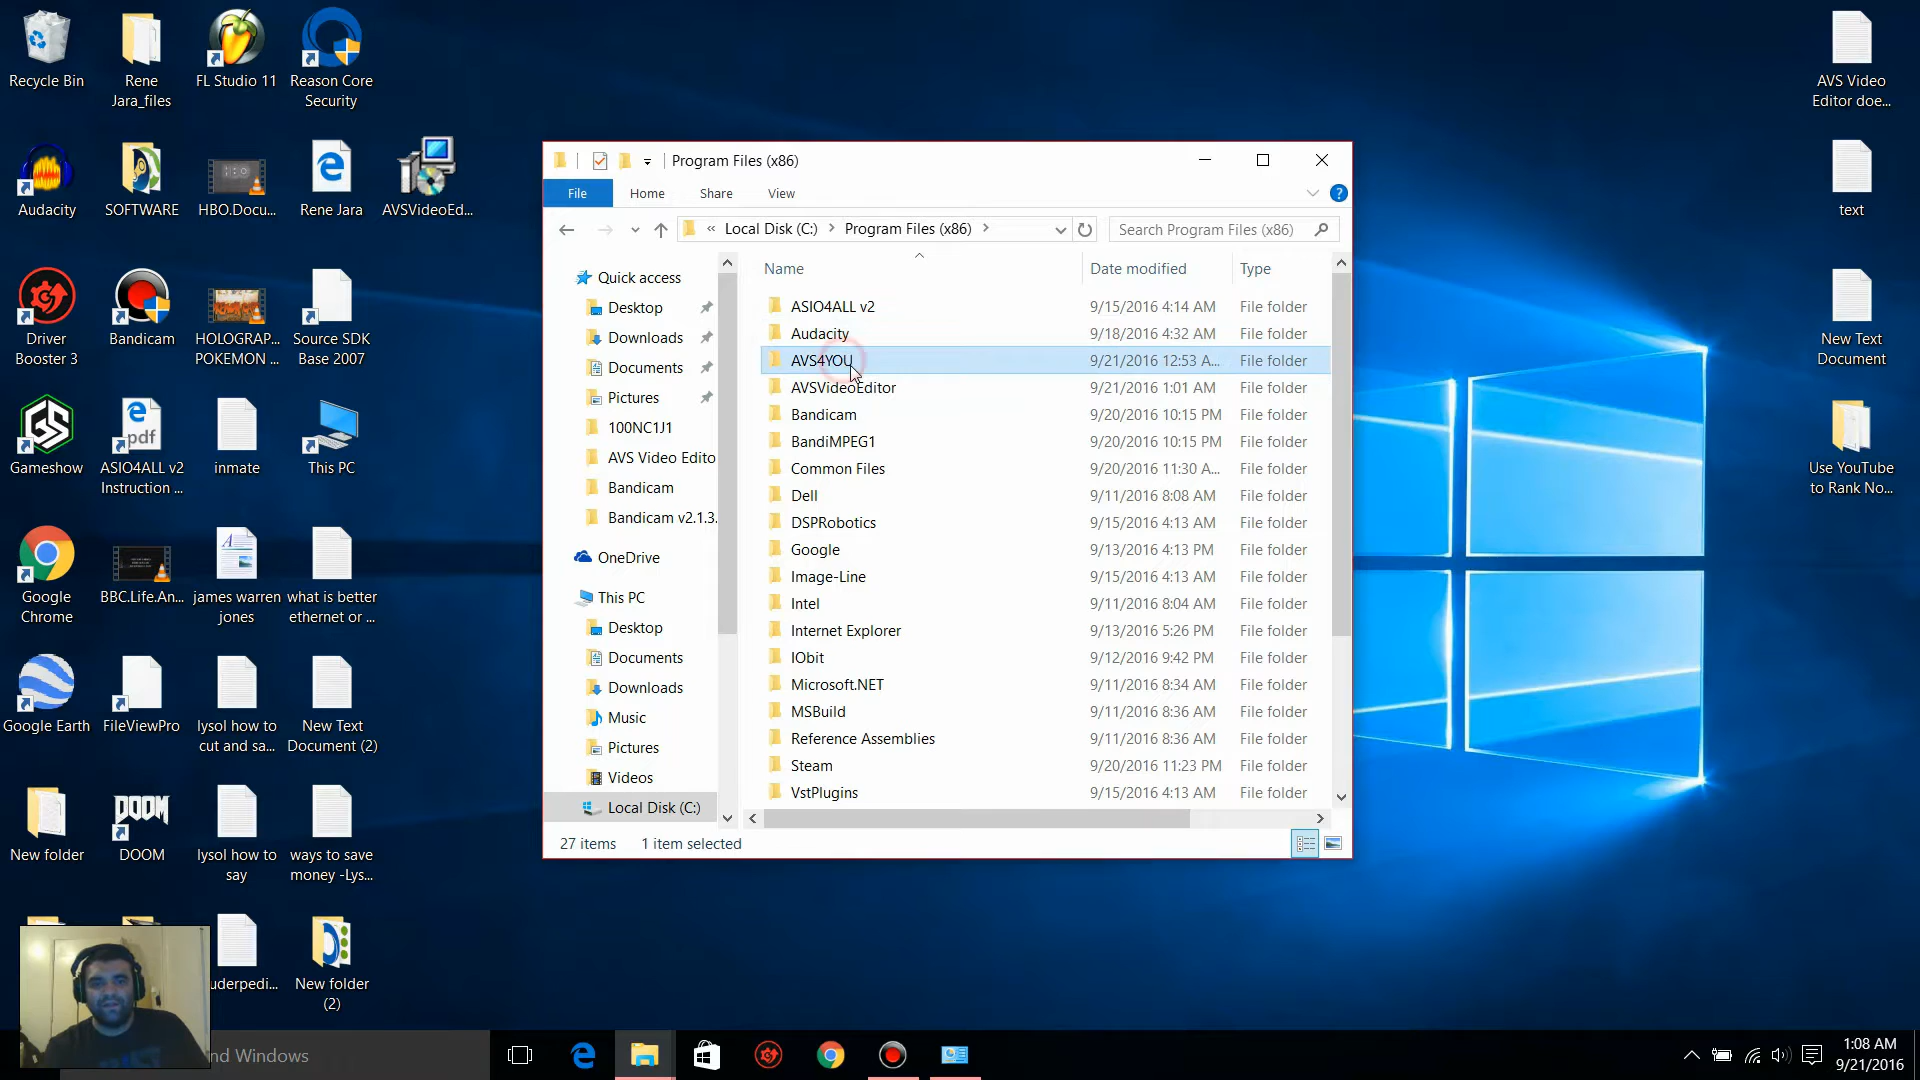 Recycle Bin
Rene
Jara_files
FL Studio 11
Reason Core
Security
Audacity
SOFTWARE
HBO.Docu...
Rene Jara
AVSVideoEd...
Driver
Booster 3
Bandicam
HOLOGRAP...
POKEMON ...
Source SDK
Base 2007
Gameshow
pdf
ASIO4ALL v2
Instruction ...
inmate
This PC
Google
Chrome
BBC.Life.An...
james warren
jones
what is better
ethernet or ...
Google Earth
FileViewPro
lysol how to
cut and sa...
New Text
Document (2)
New folder
DOOM
DOOM
lysol how to
say
ways to save
money -Lys...
uderpedi...
New folder
(2)
Program Files (x86)
File
Home
Share
View
« Local Disk (C:) > Program Files (x86) >
Search Program Files (x86)
Quick access
Desktop
Downloads
Documents
Pictures
100NC1J1
AVS Video Edito
Bandicam
Bandicam v2.1.3.
OneDrive
This PC
Desktop
Documents
Downloads
Music
Pictures
Videos
Local Disk (C:)
Name Date modified Type
ASIO4ALL v2 9/15/2016 4:14 AM File folder
Audacity 9/18/2016 4:32 AM File folder
AVS4YOU 9/21/2016 12:53 A... File folder
AVSVideoEditor 9/21/2016 1:01 AM File folder
Bandicam 9/20/2016 10:15 PM File folder
BandiMPEG1 9/20/2016 10:15 PM File folder
Common Files 9/20/2016 11:30 A... File folder
Dell 9/11/2016 8:08 AM File folder
DSPRobotics 9/15/2016 4:13 AM File folder
Google 9/13/2016 4:13 PM File folder
Image-Line 9/15/2016 4:13 AM File folder
Intel 9/11/2016 8:04 AM File folder
Internet Explorer 9/13/2016 5:26 PM File folder
IObit 9/12/2016 9:42 PM File folder
Microsoft.NET 9/11/2016 8:34 AM File folder
MSBuild 9/11/2016 8:36 AM File folder
Reference Assemblies 9/11/2016 8:36 AM File folder
Steam 9/20/2016 11:23 PM File folder
VstPlugins 9/15/2016 4:13 AM File folder
27 items 1 item selected
AVS Video
Editor doe...
text
New Text
Document
Use YouTube
to Rank No...
nd Windows
1:08 AM
9/21/2016